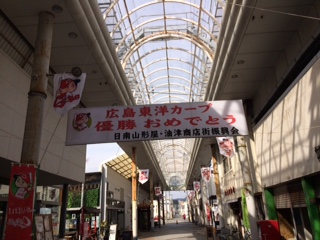 広島東洋カープ
優勝おめでとう
日南山形屋・油津商店街振興会